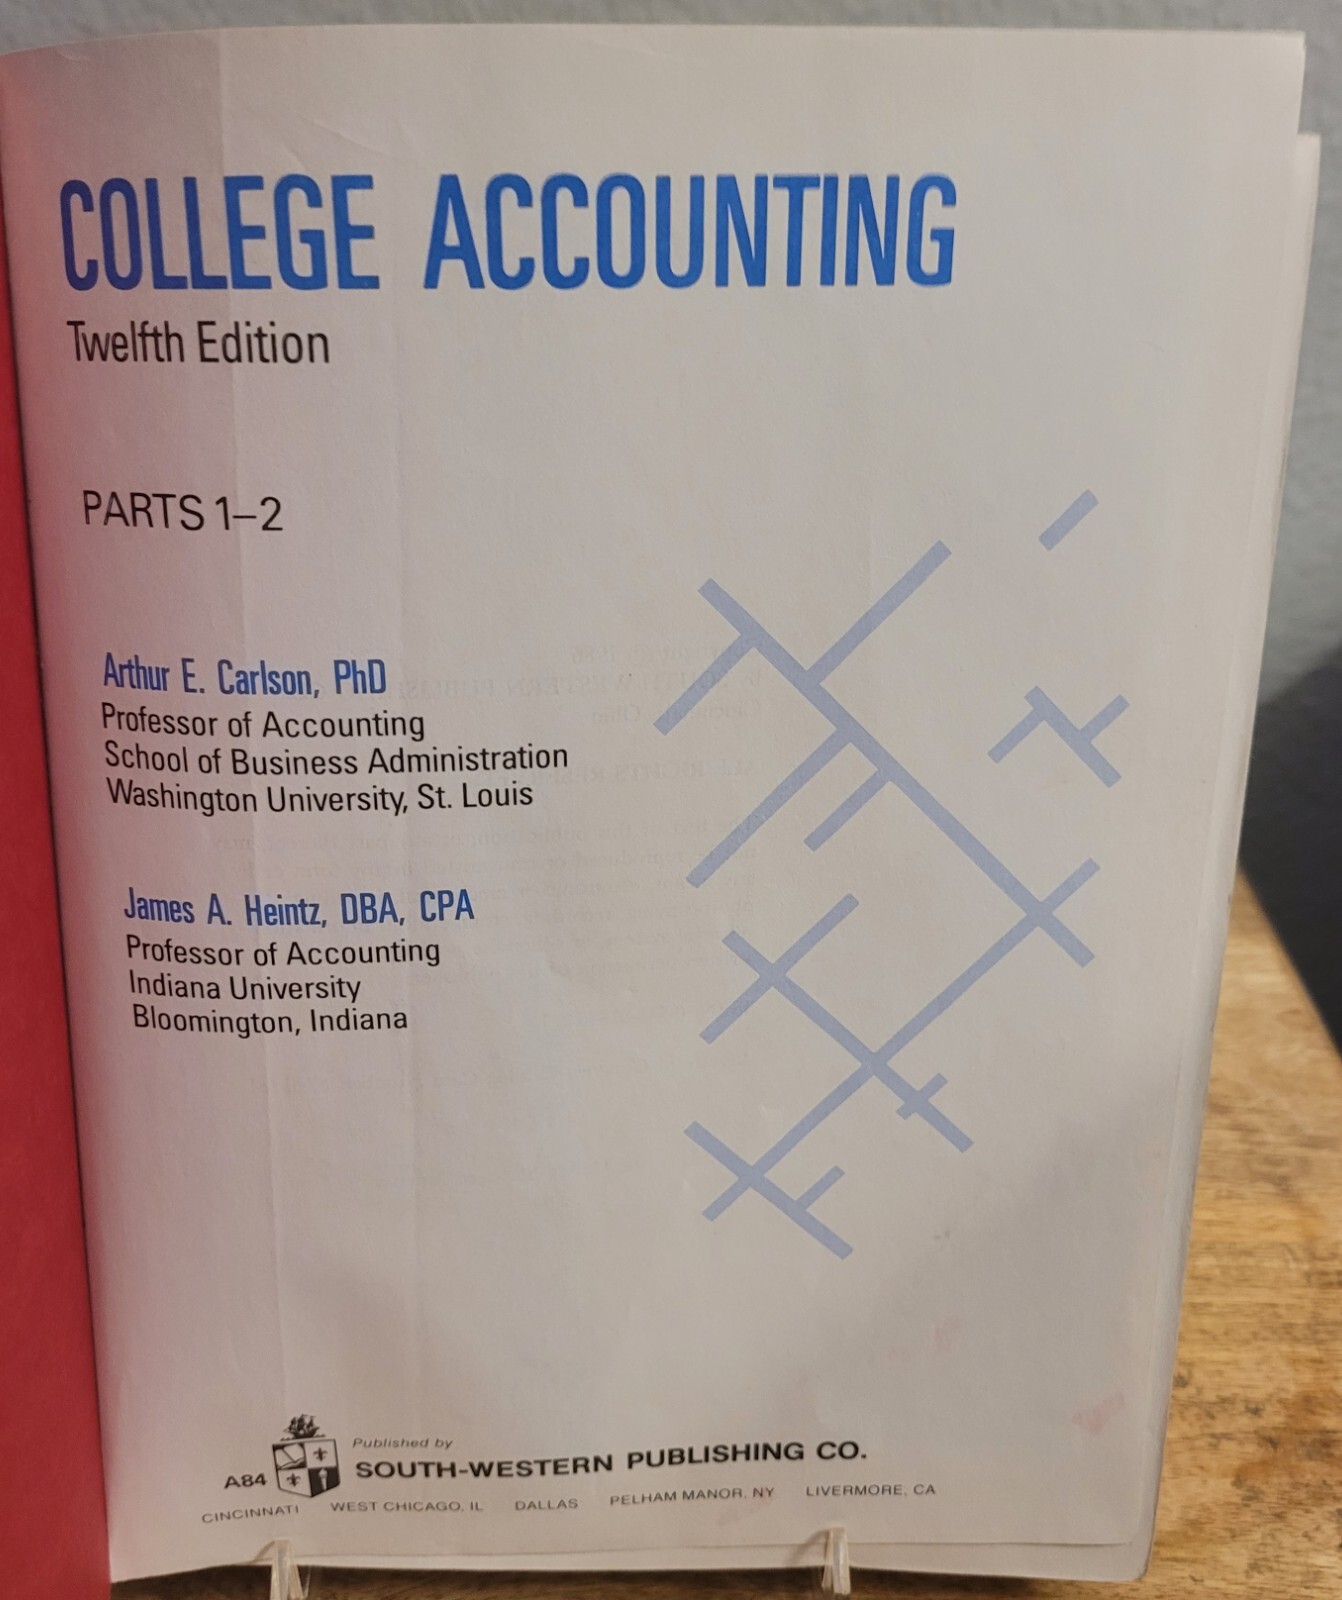 COLLEGE ACCOUNTING
Twelfth Edition
PARTS 1–2
Arthur E. Carlson, PhD
Professor of Accounting
School of Business Administration
Washington University, St. Louis
James A. Heintz, DBA, CPA
Professor of Accounting
Indiana University
Bloomington, Indiana
Published by
A84 SOUTH-WESTERN PUBLISHING CO.
CINCINNATI WEST CHICAGO, IL DALLAS PELHAM MANOR, NY LIVERMORE, CA